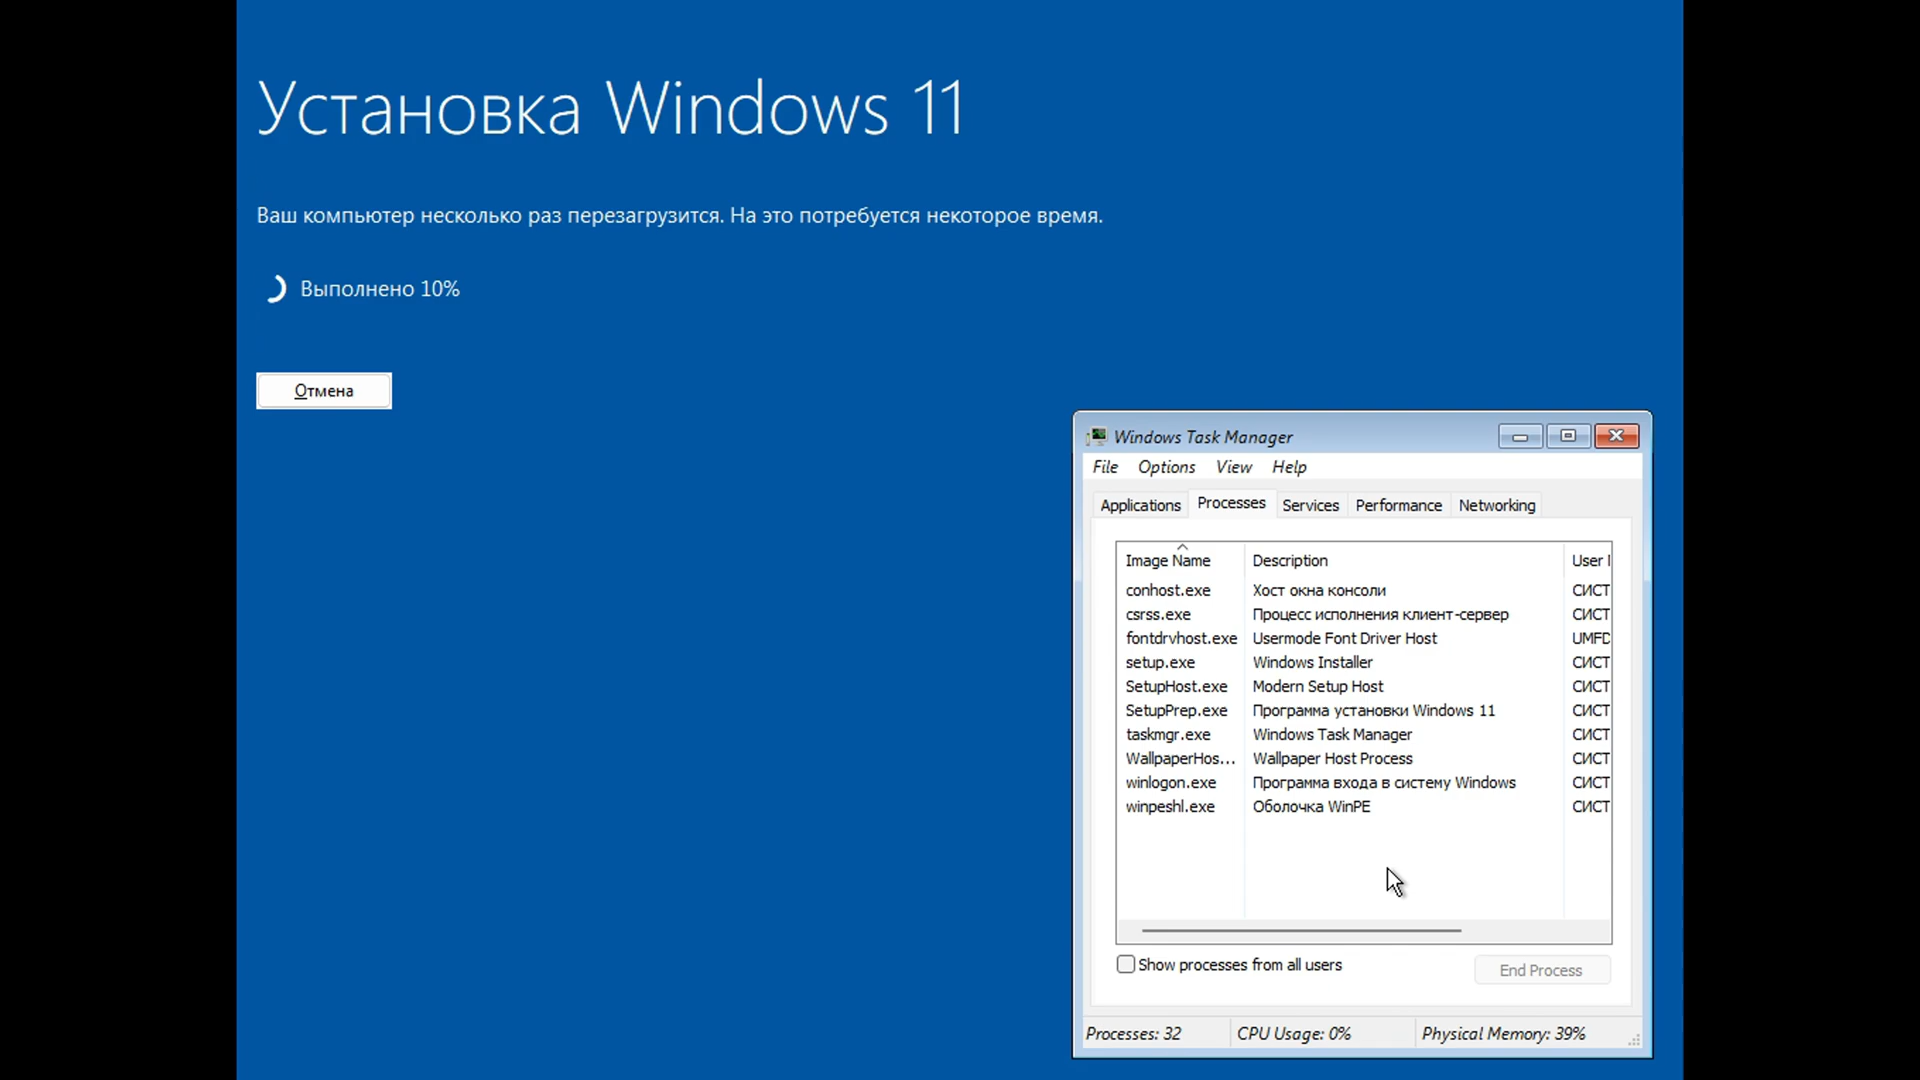 Установка Windows 11
Ваш компьютер несколько раз перезагрузится. На это потребуется некоторое время.
Выполнено 10%
Отмена
Windows Task Manager
File Options View Help
Applications Processes Services Performance Networking
Image Name Description User
conhost.exe Хост окна консоли СИСТ
csrss.exe Процесс исполнения клиент-сервер СИСТ
fontdrvhost.exe Usermode Font Driver Host UMFD
setup.exe Windows Installer СИСТ
SetupHost.exe Modern Setup Host СИСТ
SetupPrep.exe Программа установки Windows 11 СИСТ
taskmgr.exe Windows Task Manager СИСТ
WallpaperHos... Wallpaper Host Process СИСТ
winlogon.exe Программа входа в систему Windows СИСТ
winpeshl.exe Оболочка WinPE СИСТ
Show processes from all users
End Process
Processes: 32 CPU Usage: 0% Physical Memory: 39%